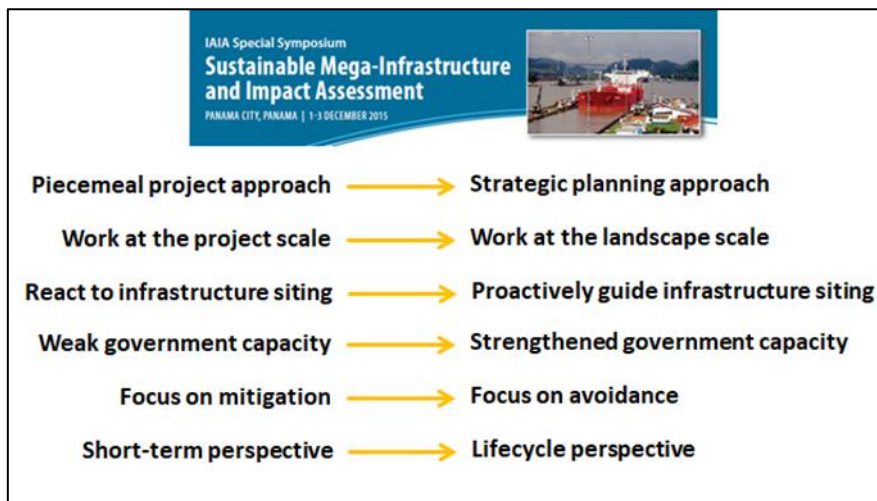 IAIA Special Symposium
Sustainable Mega-Infrastructure
and Impact Assessment
PANAMA CITY, PANAMA | 1-3 DECEMBER 2015
Piecemeal project approach → Strategic planning approach
Work at the project scale → Work at the landscape scale
React to infrastructure siting → Proactively guide infrastructure siting
Weak government capacity → Strengthened government capacity
Focus on mitigation → Focus on avoidance
Short-term perspective → Lifecycle perspective